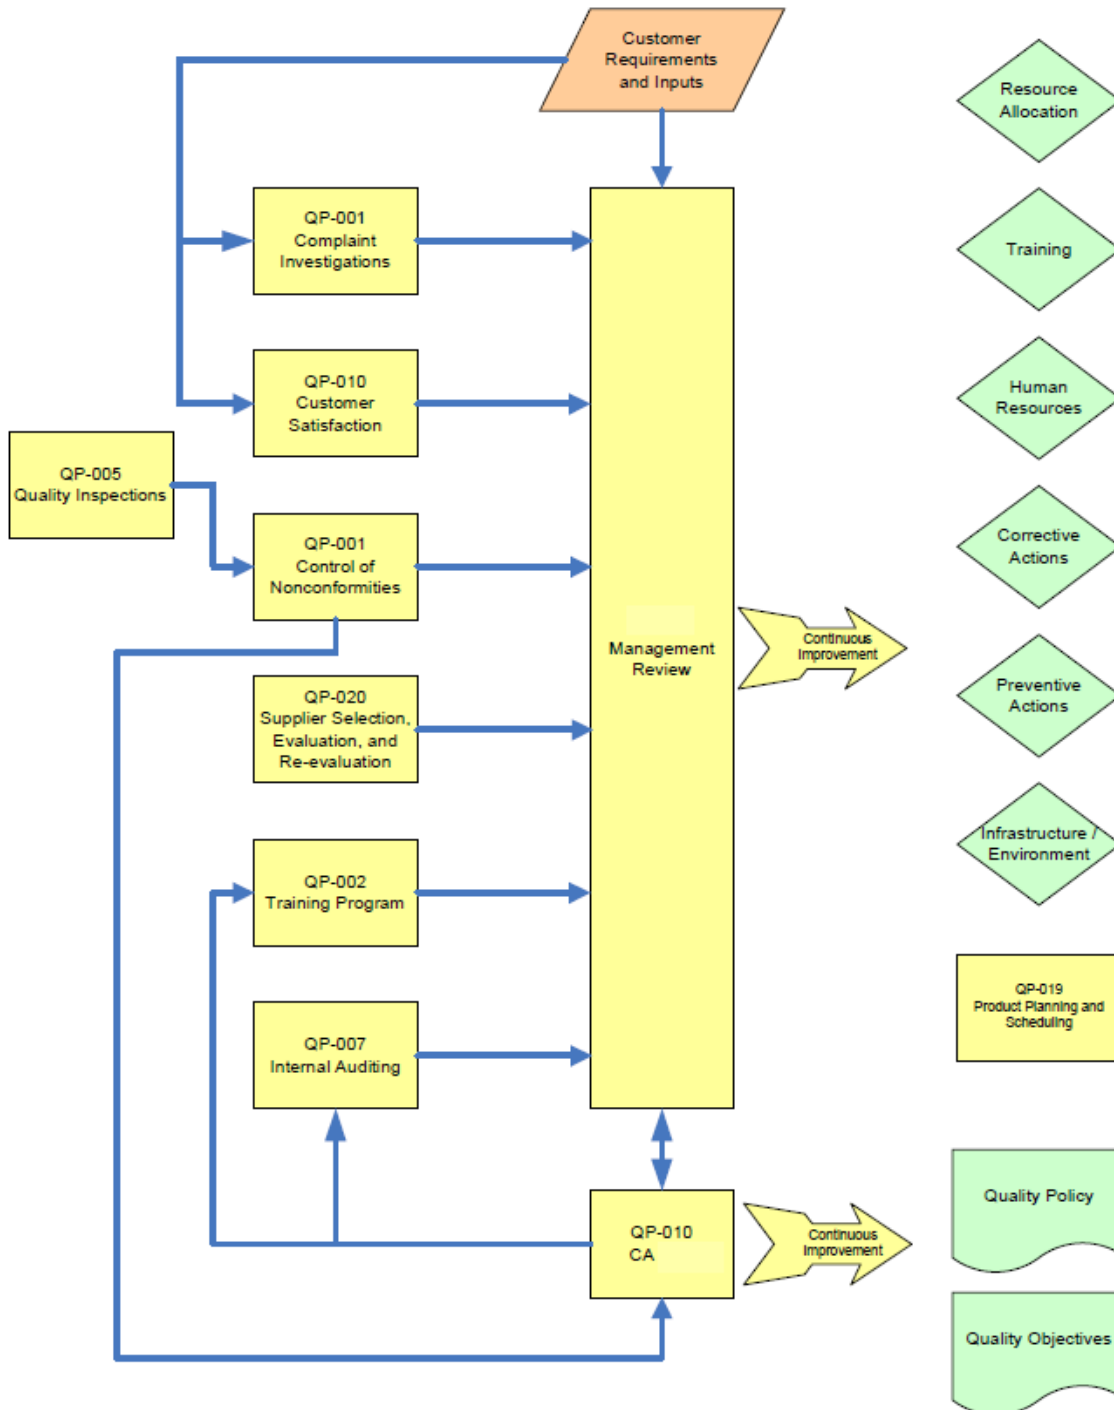 Customer
Requirements
and Inputs
Resource
Allocation
QP-001
Complaint
Investigations
Training
QP-010
Customer
Satisfaction
Human
Resources
QP-005
Quality Inspections
QP-001
Control of
Nonconformities
Corrective
Actions
Management
Review
Continuous
Improvement
Preventive
Actions
QP-020
Supplier Selection,
Evaluation, and
Re-evaluation
Infrastructure /
Environment
QP-002
Training Program
QP-019
Product Planning and
Scheduling
QP-007
Internal Auditing
Quality Policy
QP-010
CA
Continuous
Improvement
Quality Objectives